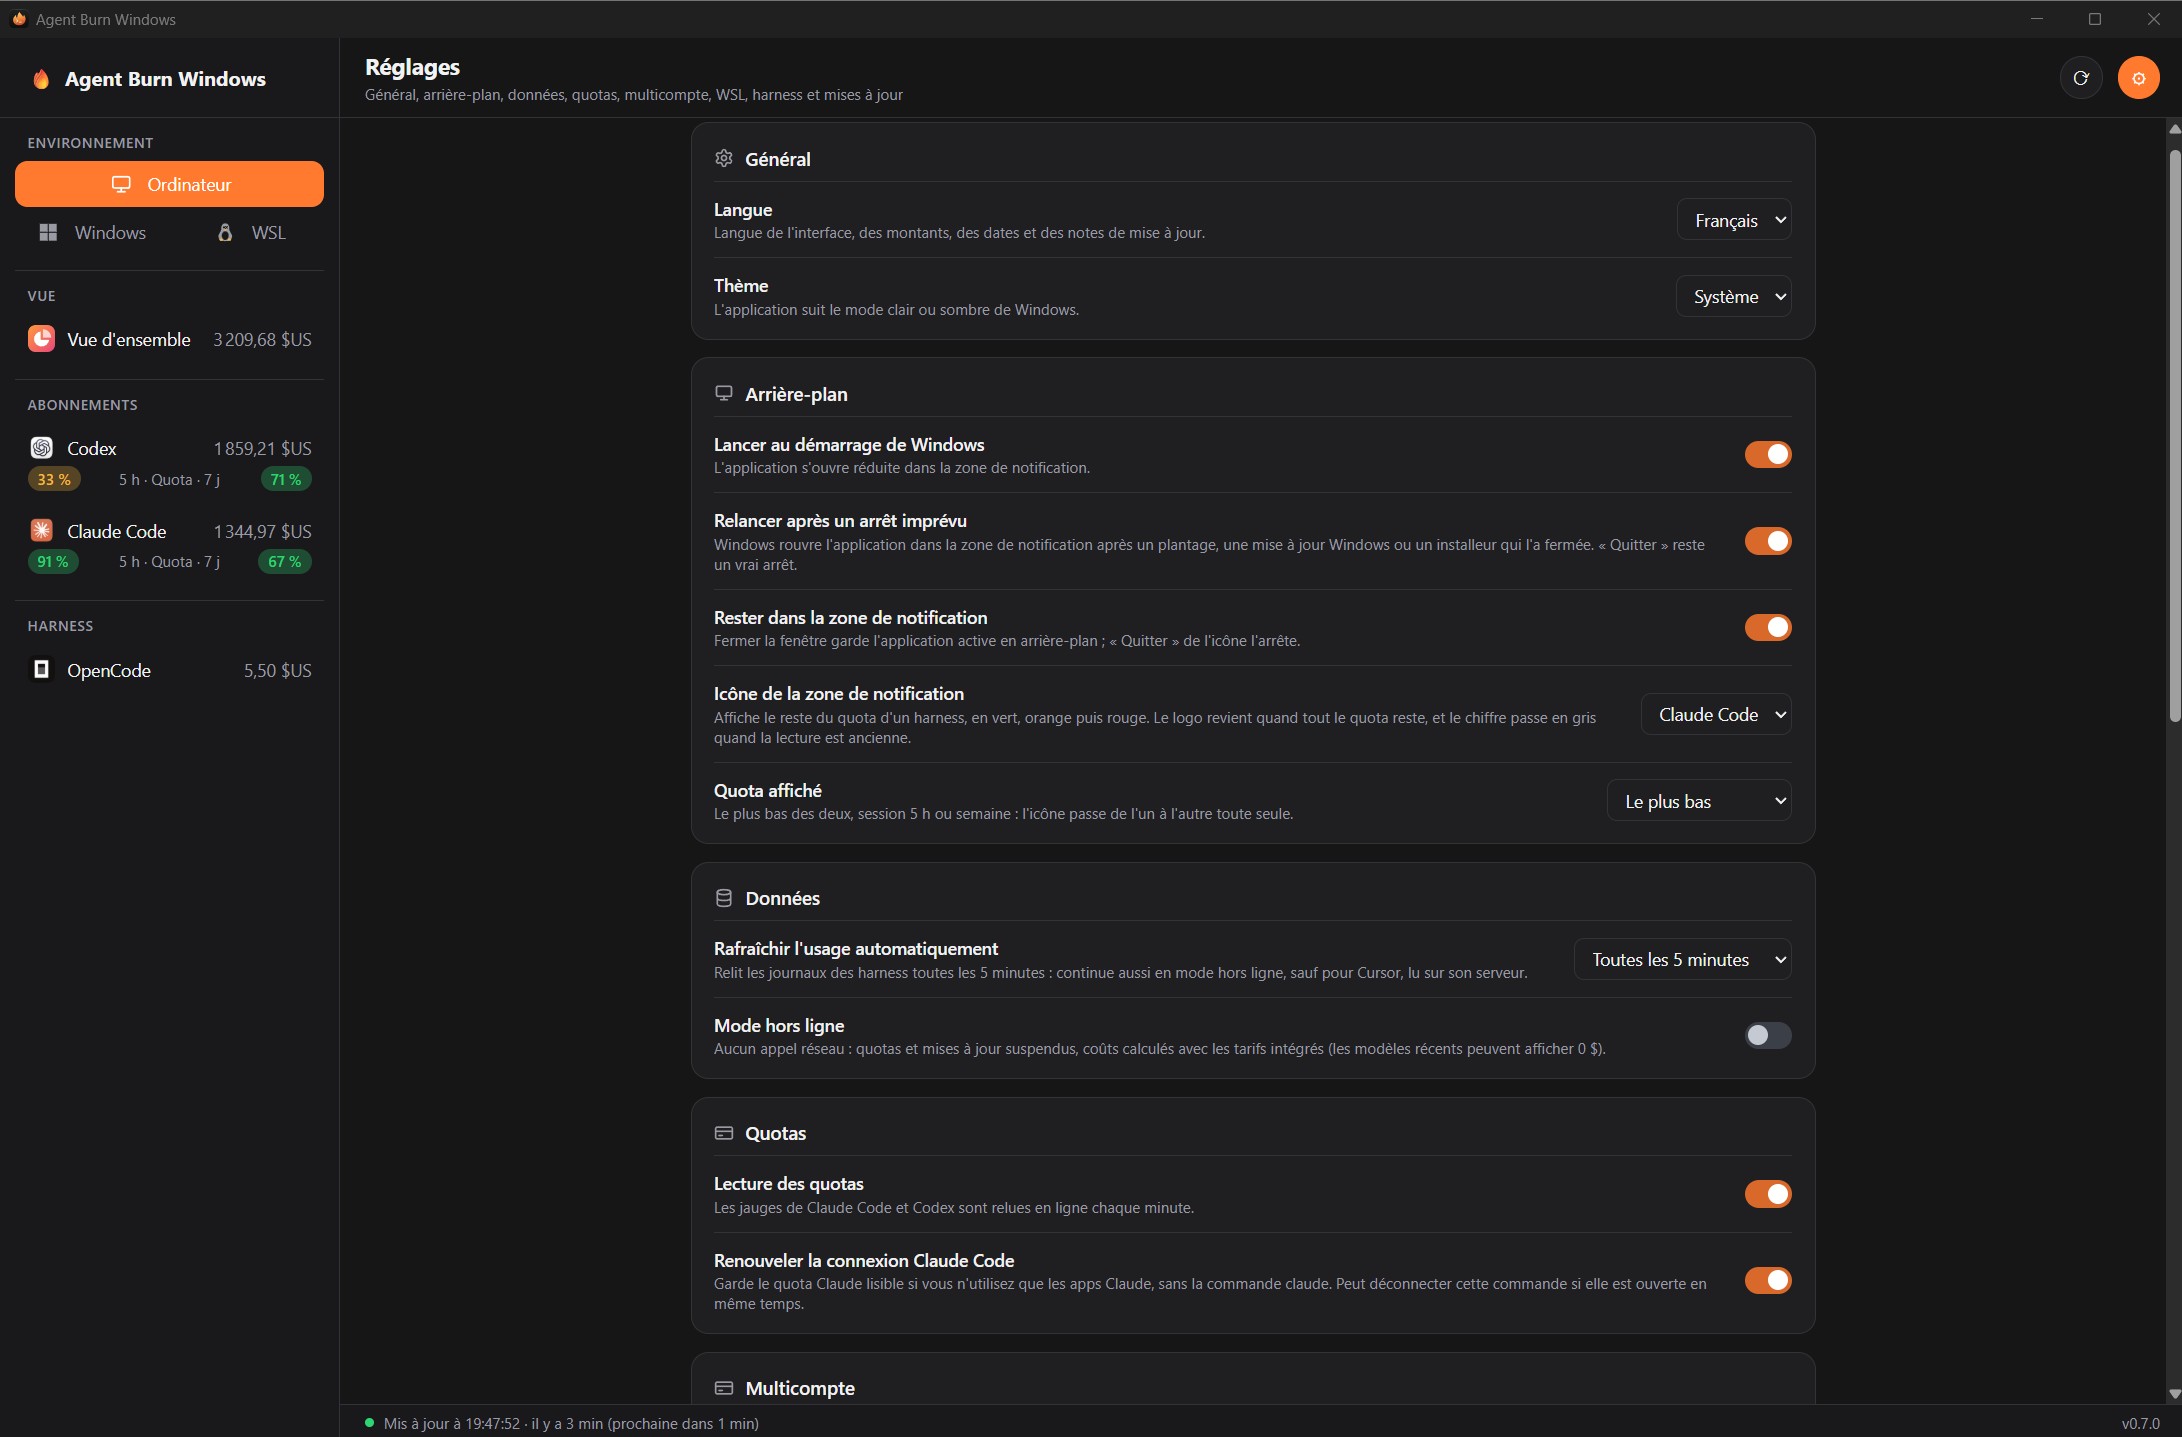 Agent Burn Windows
Agent Burn Windows
ENVIRONNEMENT
Ordinateur
Windows
WSL
VUE
Vue d'ensemble 3 209,68 $US
ABONNEMENTS
Codex 1 859,21 $US
33 % 5 h · Quota · 7 j 71 %
Claude Code 1 344,97 $US
91 % 5 h · Quota · 7 j 67 %
HARNESS
OpenCode 5,50 $US
Réglages
Général, arrière-plan, données, quotas, multicompte, WSL, harness et mises à jour
Général
Langue
Langue de l'interface, des montants, des dates et des notes de mise à jour.
Français
Thème
L'application suit le mode clair ou sombre de Windows.
Système
Arrière-plan
Lancer au démarrage de Windows
L'application s'ouvre réduite dans la zone de notification.
Relancer après un arrêt imprévu
Windows rouvre l'application dans la zone de notification après un plantage, une mise à jour Windows ou un installeur qui l'a fermée. « Quitter » reste
un vrai arrêt.
Rester dans la zone de notification
Fermer la fenêtre garde l'application active en arrière-plan ; « Quitter » de l'icône l'arrête.
Icône de la zone de notification
Affiche le reste du quota d'un harness, en vert, orange puis rouge. Le logo revient quand tout le quota reste, et le chiffre passe en gris
quand la lecture est ancienne.
Claude Code
Quota affiché
Le plus bas des deux, session 5 h ou semaine : l'icône passe de l'un à l'autre toute seule.
Le plus bas
Données
Rafraîchir l'usage automatiquement
Relit les journaux des harness toutes les 5 minutes : continue aussi en mode hors ligne, sauf pour Cursor, lu sur son serveur.
Toutes les 5 minutes
Mode hors ligne
Aucun appel réseau : quotas et mises à jour suspendus, coûts calculés avec les tarifs intégrés (les modèles récents peuvent afficher 0 $).
Quotas
Lecture des quotas
Les jauges de Claude Code et Codex sont relues en ligne chaque minute.
Renouveler la connexion Claude Code
Garde le quota Claude lisible si vous n'utilisez que les apps Claude, sans la commande claude. Peut déconnecter cette commande si elle est ouverte en
même temps.
Multicompte
Mis à jour à 19:47:52 · il y a 3 min (prochaine dans 1 min)
v0.7.0